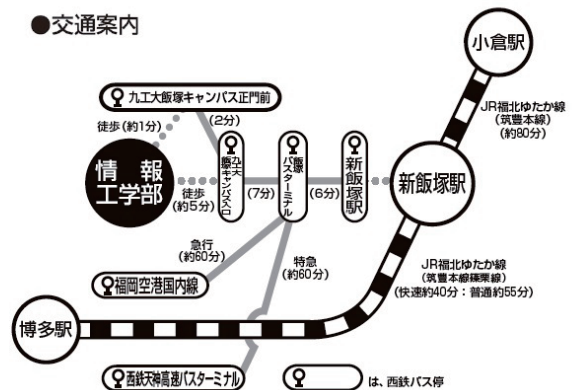 ●交通案内
小倉駅
九工大飯塚キャンパス正門前
JR福北ゆたか線
(筑豊本線)
(約80分)
徒歩(約1分)
(2分)
情報
工学部
徒歩
(約5分)
九工大
飯塚キャンパス入口
(7分)
飯塚
バスターミナル
(6分)
新飯塚駅
新飯塚駅
急行
(約60分)
特急
(約60分)
福岡空港国内線
JR福北ゆたか線
(筑豊本線篠栗線)
(快速約40分:普通約55分)
博多駅
西鉄天神高速バスターミナル
は、西鉄バス停